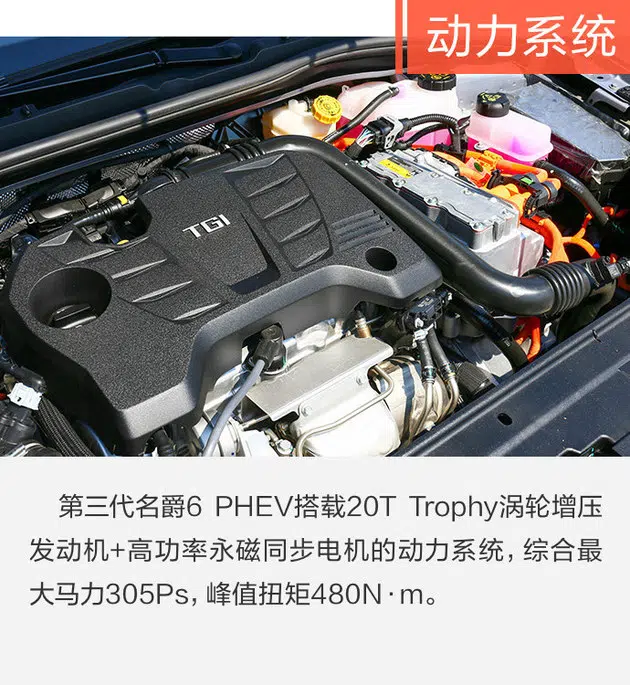 动力系统
TGI
第三代名爵6 PHEV搭载20T Trophy涡轮增压
发动机+高功率永磁同步电机的动力系统,综合最
大马力305Ps,峰值扭矩480N·m。